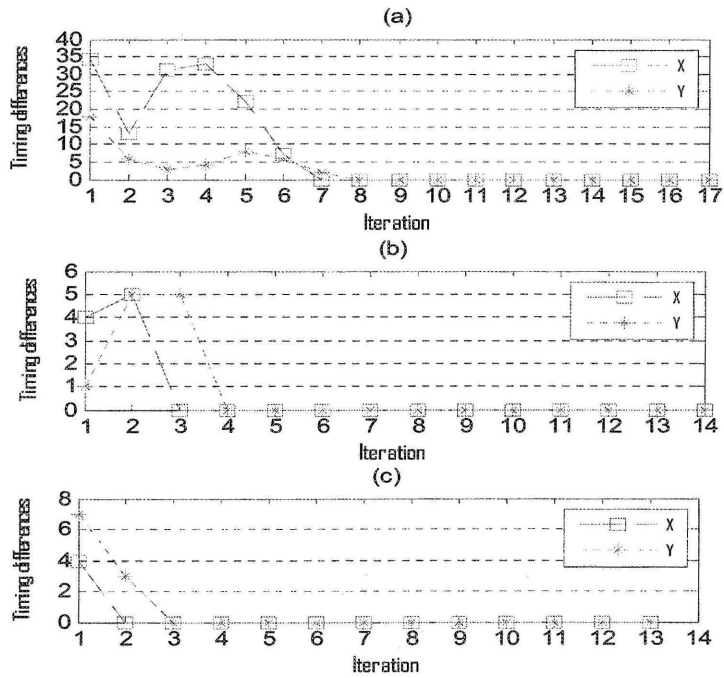 (a)
Timing differences
40
35
30
25
20
15
10
5
0
X
Y
1 2 3 4 5 6 7 8 9 10 11 12 13 14 15 16 17
Iteration
(b)
Timing differences
6
5
4
3
2
1
0
X
Y
1 2 3 4 5 6 7 8 9 10 11 12 13 14
Iteration
(c)
Timing differences
8
6
4
2
0
X
Y
1 2 3 4 5 6 7 8 9 10 11 12 13 14
Iteration